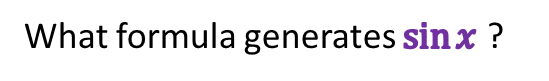 What formula generates sin x ?